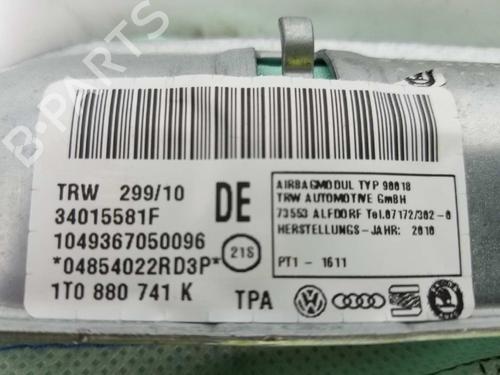 B-PARTS
TRW 299/10
34015581F
1049367050096
*04854022RD3P*
1T0 880 741 K
DE
21S
TPA
AIRBAGMODUL TYP 90018
TRW AUTOMOTIVE GmBH
73553 ALFDORF Tel.07172/302-0
HERSTELLUNGS-JAHR: 2010
PT1-1611